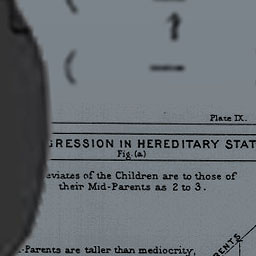 Plate IX.
GRESSION IN HEREDITARY STAT
Fig. (a)
eviates of the Children are to those of
their Mid-Parents as 2 to 3.
-Parents are taller than mediocrity,
ENTS